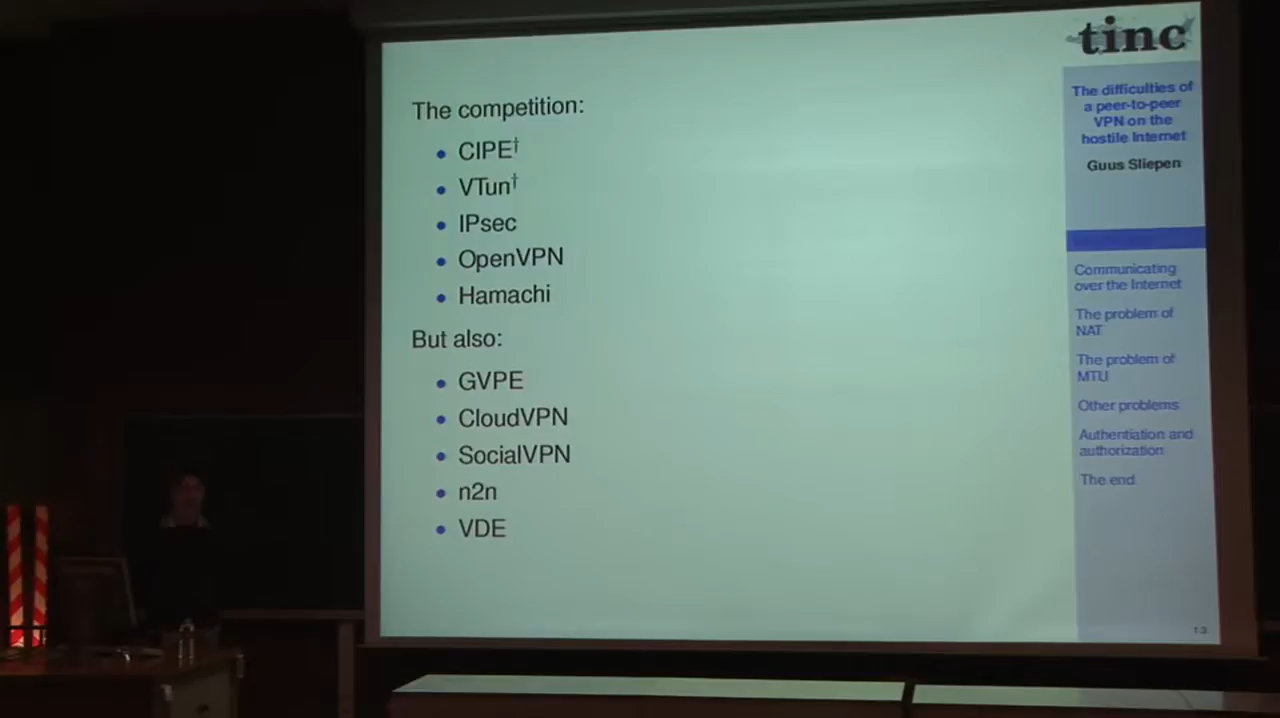 The competition:
CIPE†
VTun†
IPsec
OpenVPN
Hamachi
But also:
GVPE
CloudVPN
SocialVPN
n2n
VDE
tinc
The difficulties of
a peer-to-peer
VPN on the
hostile Internet
Guus Sliepen
Communicating
over the Internet
The problem of
NAT
The problem of
MTU
Other problems
Authentiation and
authorization
The end
13